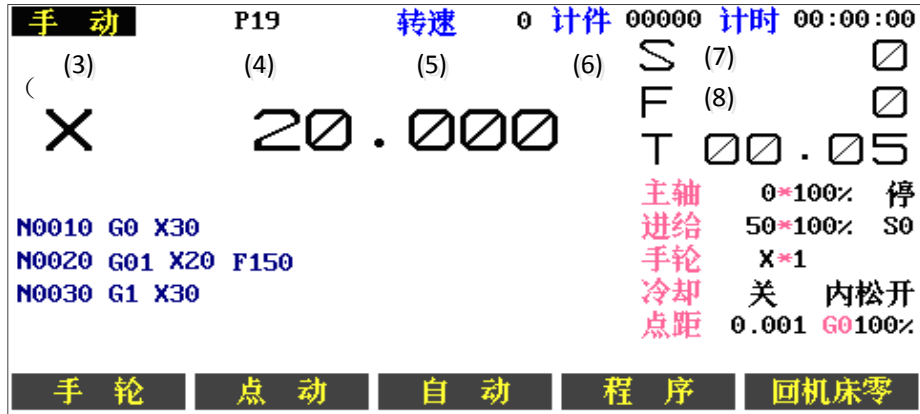 手 动 P19 转速 0 计件 00000 计时 00:00:00
(3) (4) (5) (6) S (7) 0
(
F (8) 0
X 20.000
T 00.05
主轴 0*100% 停
N0010 G0 X30
进给 50*100% S0
N0020 G01 X20 F150
手轮 X*1
N0030 G1 X30
冷却 关 内松开
点距 0.001 G0100%
手 轮 点 动 自 动 程 序 回机床零